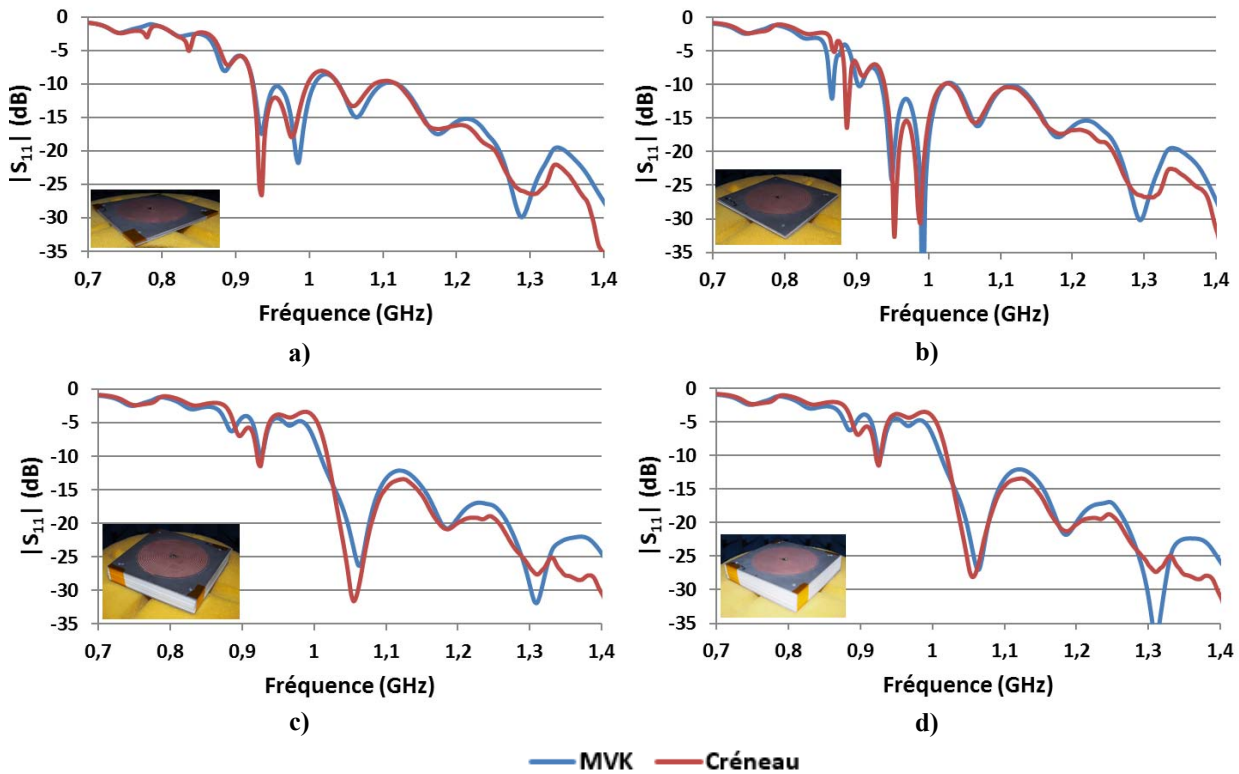 |S11| (dB)
0
-5
-10
-15
-20
-25
-30
-35
0,7 0,8 0,9 1 1,1 1,2 1,3 1,4
Fréquence (GHz)
a)
|S11| (dB)
0
-5
-10
-15
-20
-25
-30
-35
0,7 0,8 0,9 1 1,1 1,2 1,3 1,4
Fréquence (GHz)
b)
|S11| (dB)
0
-5
-10
-15
-20
-25
-30
-35
0,7 0,8 0,9 1 1,1 1,2 1,3 1,4
Fréquence (GHz)
c)
|S11| (dB)
0
-5
-10
-15
-20
-25
-30
-35
0,7 0,8 0,9 1 1,1 1,2 1,3 1,4
Fréquence (GHz)
d)
MVK Créneau